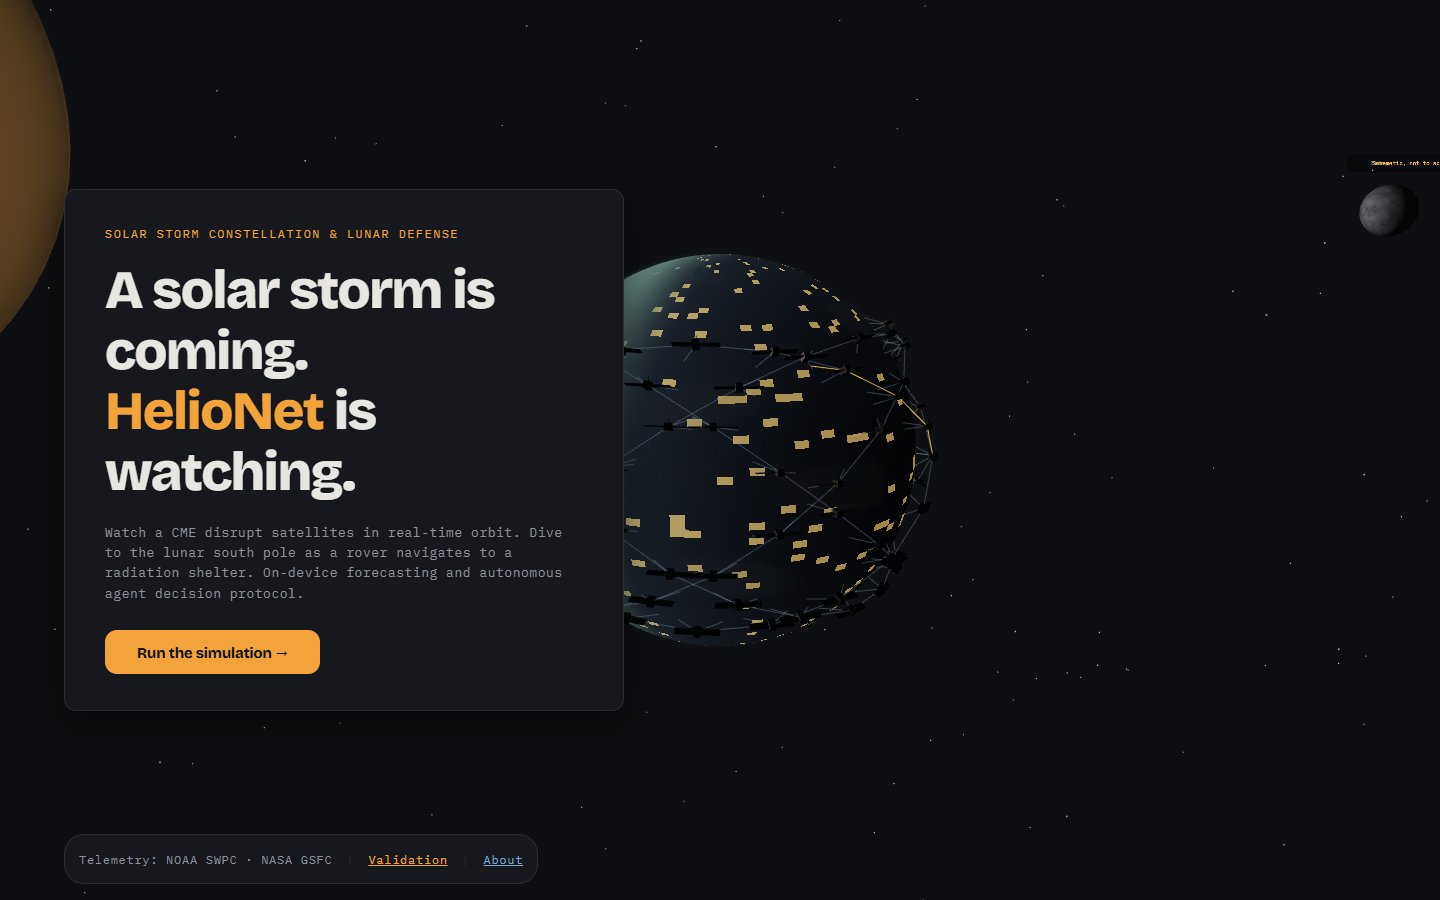 SOLAR STORM CONSTELLATION & LUNAR DEFENSE
A solar storm is
coming.
HelioNet is
watching.
Watch a CME disrupt satellites in real-time orbit. Dive
to the lunar south pole as a rover navigates to a
radiation shelter. On-device forecasting and autonomous
agent decision protocol.
Run the simulation →
Telemetry: NOAA SWPC · NASA GSFC | Validation | About
not to